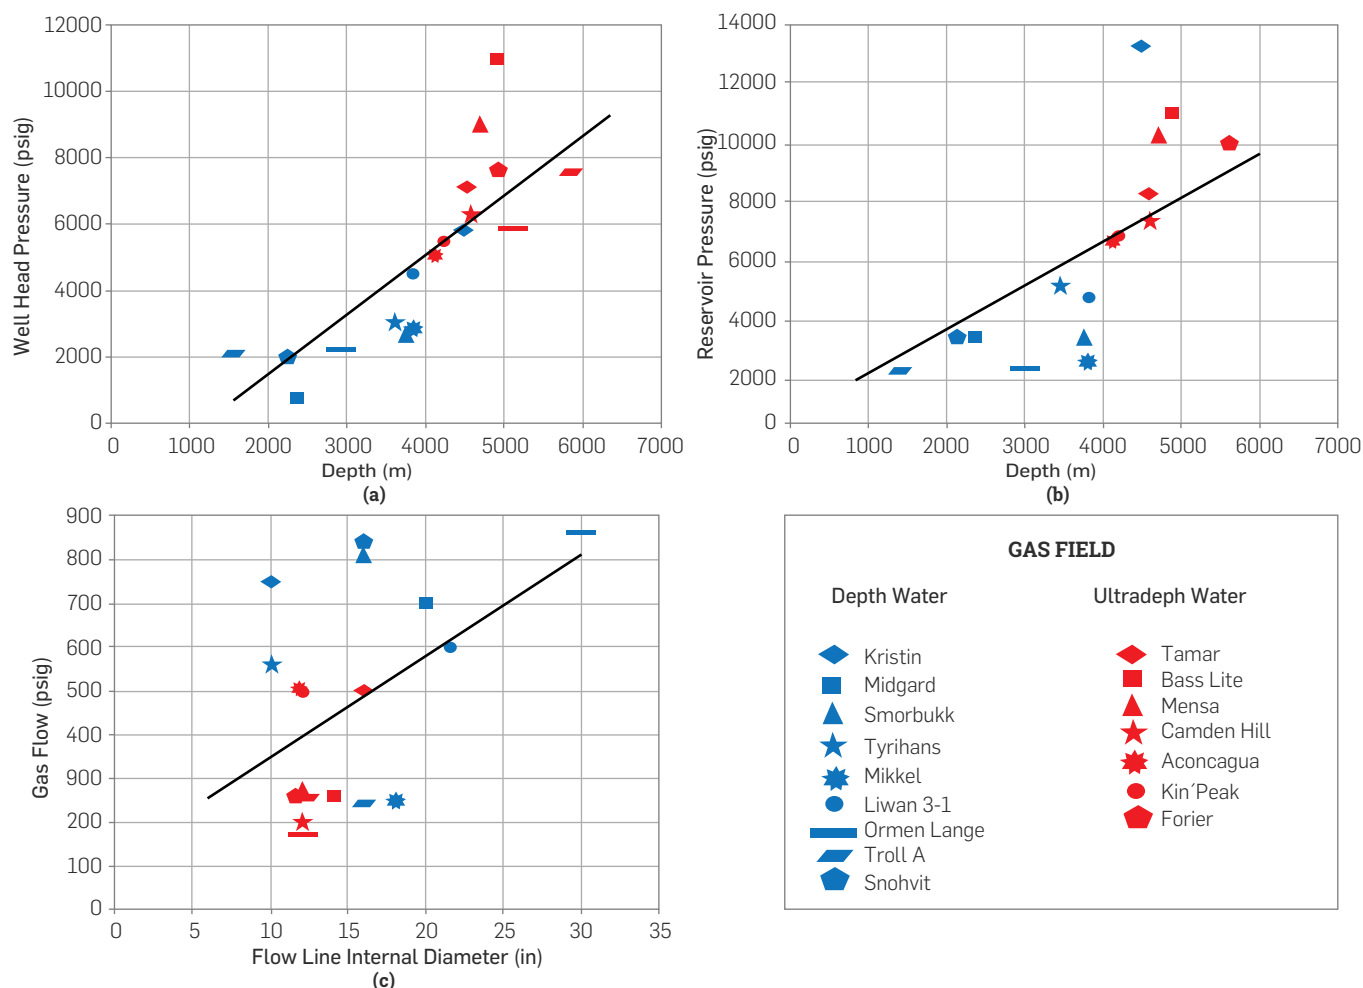 12000
10000
8000
6000
4000
2000
0
Well Head Pressure (psig)
0 1000 2000 3000 4000 5000 6000 7000
Depth (m)
(a)
14000
12000
10000
8000
6000
4000
2000
0
Reservoir Pressure (psig)
0 1000 2000 3000 4000 5000 6000 7000
Depth (m)
(b)
900
800
700
600
500
400
900
200
100
0
Gas Flow (psig)
0 5 10 15 20 25 30 35
Flow Line Internal Diameter (in)
(c)
GAS FIELD
Depth Water
Kristin
Midgard
Smorbukk
Tyrihans
Mikkel
Liwan 3-1
Ormen Lange
Troll A
Snohvit
Ultradeph Water
Tamar
Bass Lite
Mensa
Camden Hill
Aconcagua
Kin´Peak
Forier